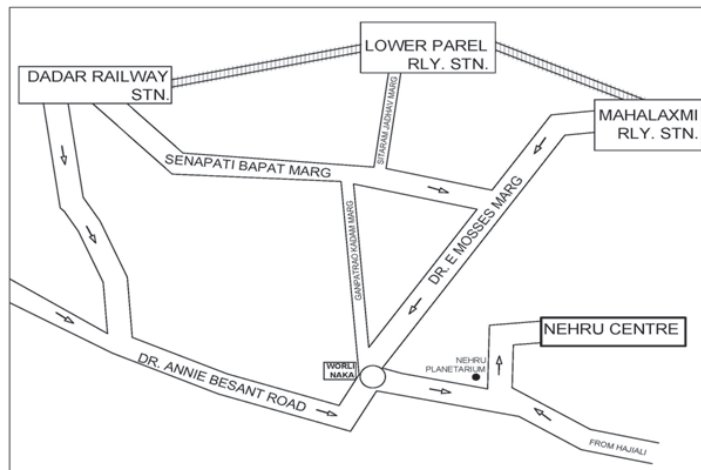 LOWER PAREL
RLY. STN.
DADAR RAILWAY
STN.
MAHALAXMI
RLY. STN.
SITARAM JADHAV MARG
SENAPATI BAPAT MARG
DR. E MOSSES MARG
GANPATRAO KADAM MARG
NEHRU CENTRE
WORLI
NAKA
NEHRU
PLANETARIUM
DR. ANNIE BESANT ROAD
FROM HAJIALI